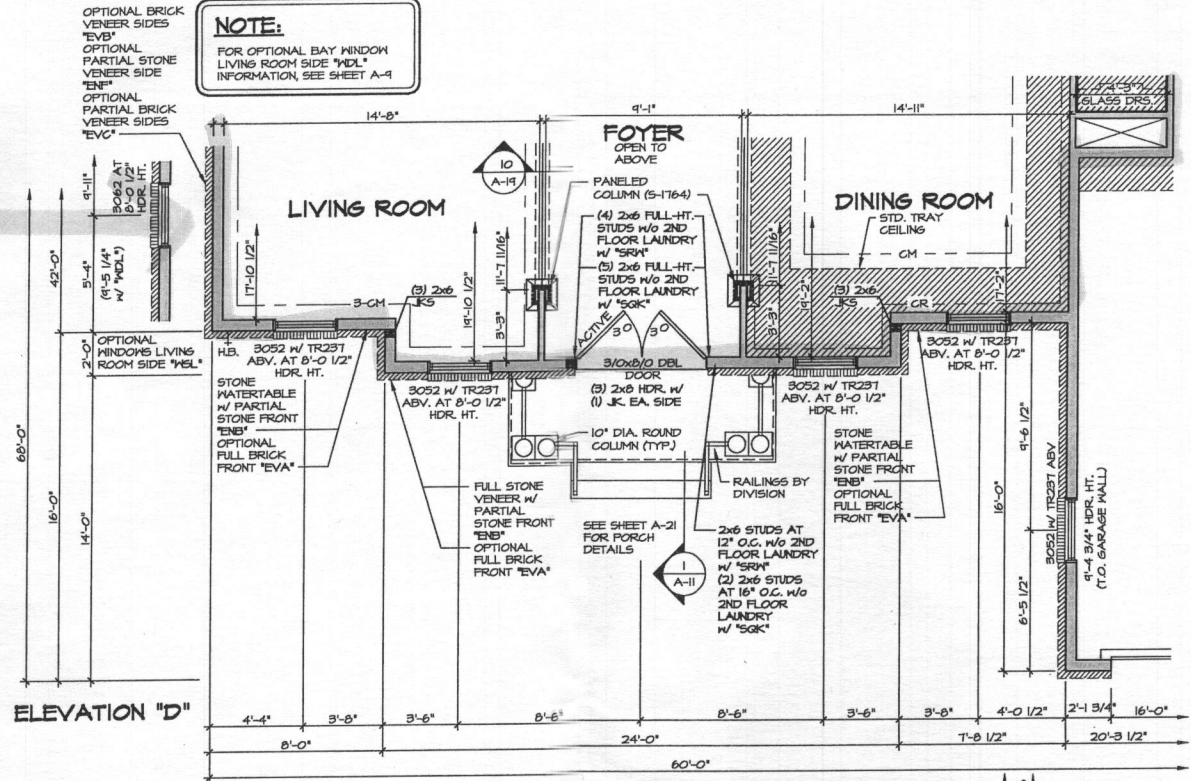 OPTIONAL BRICK
VENEER SIDES
"EVB"
OPTIONAL
PARTIAL STONE
VENEER SIDE
"ENF"
OPTIONAL
PARTIAL BRICK
VENEER SIDES
"EVC"
NOTE:
FOR OPTIONAL BAY WINDOW
LIVING ROOM SIDE "WDL"
INFORMATION, SEE SHEET A-9
4'-3"
GLASS DRS.
14'-8"
9'-1"
14'-11"
FOYER
OPEN TO
ABOVE
10
A-19
LIVING ROOM
DINING ROOM
STD. TRAY
CEILING
CM
PANELED
COLUMN (S-1764)
(4) 2x6 FULL-HT.
STUDS W/o 2ND
FLOOR LAUNDRY
W/ "SRW"
(5) 2x6 FULL-HT.
STUDS W/o 2ND
FLOOR LAUNDRY
W/ "SQK"
9'-11"
3062 AT
8'-0 1/2"
HDR. HT.
5'-4"
(9'-5 1/4"
W/ "WDL")
42'-0"
2'-0"
68'-0"
16'-0"
14'-0"
17'-10 1/2"
3-CM
(3) 2x6
JKS
19'-10 1/2"
11'-7 11/16"
3'-3"
ACTIVE
3 0
3 0
11'-7 11/16"
3'-3"
19'-2"
(3) 2x6
JKS
CR
17'-2"
OPTIONAL
WINDOWS LIVING
ROOM SIDE "WSL"
H.B.
3052 W/ TR237
ABV. AT 8'-0 1/2"
HDR. HT.
3052 W/ TR237
ABV. AT 8'-0 1/2"
HDR. HT.
3/0x8/0 DBL
DOOR
(3) 2x8 HDR. W/
(1) JK. EA. SIDE
3052 W/ TR237
ABV. AT 8'-0 1/2"
HDR. HT.
3052 W/ TR237
ABV. AT 8'-0 1/2"
HDR. HT.
STONE
WATERTABLE
W/ PARTIAL
STONE FRONT
"ENB"
OPTIONAL
FULL BRICK
FRONT "EVA"
10" DIA. ROUND
COLUMN (TYP.)
STONE
WATERTABLE
W/ PARTIAL
STONE FRONT
"ENB"
OPTIONAL
FULL BRICK
FRONT "EVA"
FULL STONE
VENEER W/
PARTIAL
STONE FRONT
"ENB"
OPTIONAL
FULL BRICK
FRONT "EVA"
RAILINGS BY
DIVISION
SEE SHEET A-21
FOR PORCH
DETAILS
1
A-11
2x6 STUDS AT
12" O.C. W/o 2ND
FLOOR LAUNDRY
W/ "SRW"
(2) 2x6 STUDS
AT 16" O.C. W/o
2ND FLOOR
LAUNDRY
W/ "SQK"
9'-6 1/2"
16'-0"
6'-5 1/2"
3052 W/ TR237 ABV
9'-4 3/4" HDR. HT.
(T.O. GARAGE WALL)
ELEVATION "D"
4'-4"
3'-8"
3'-6"
8'-6"
8'-6"
3'-6"
3'-8"
4'-0 1/2"
2'-1 3/4"
16'-0"
8'-0"
24'-0"
7'-8 1/2"
20'-3 1/2"
60'-0"